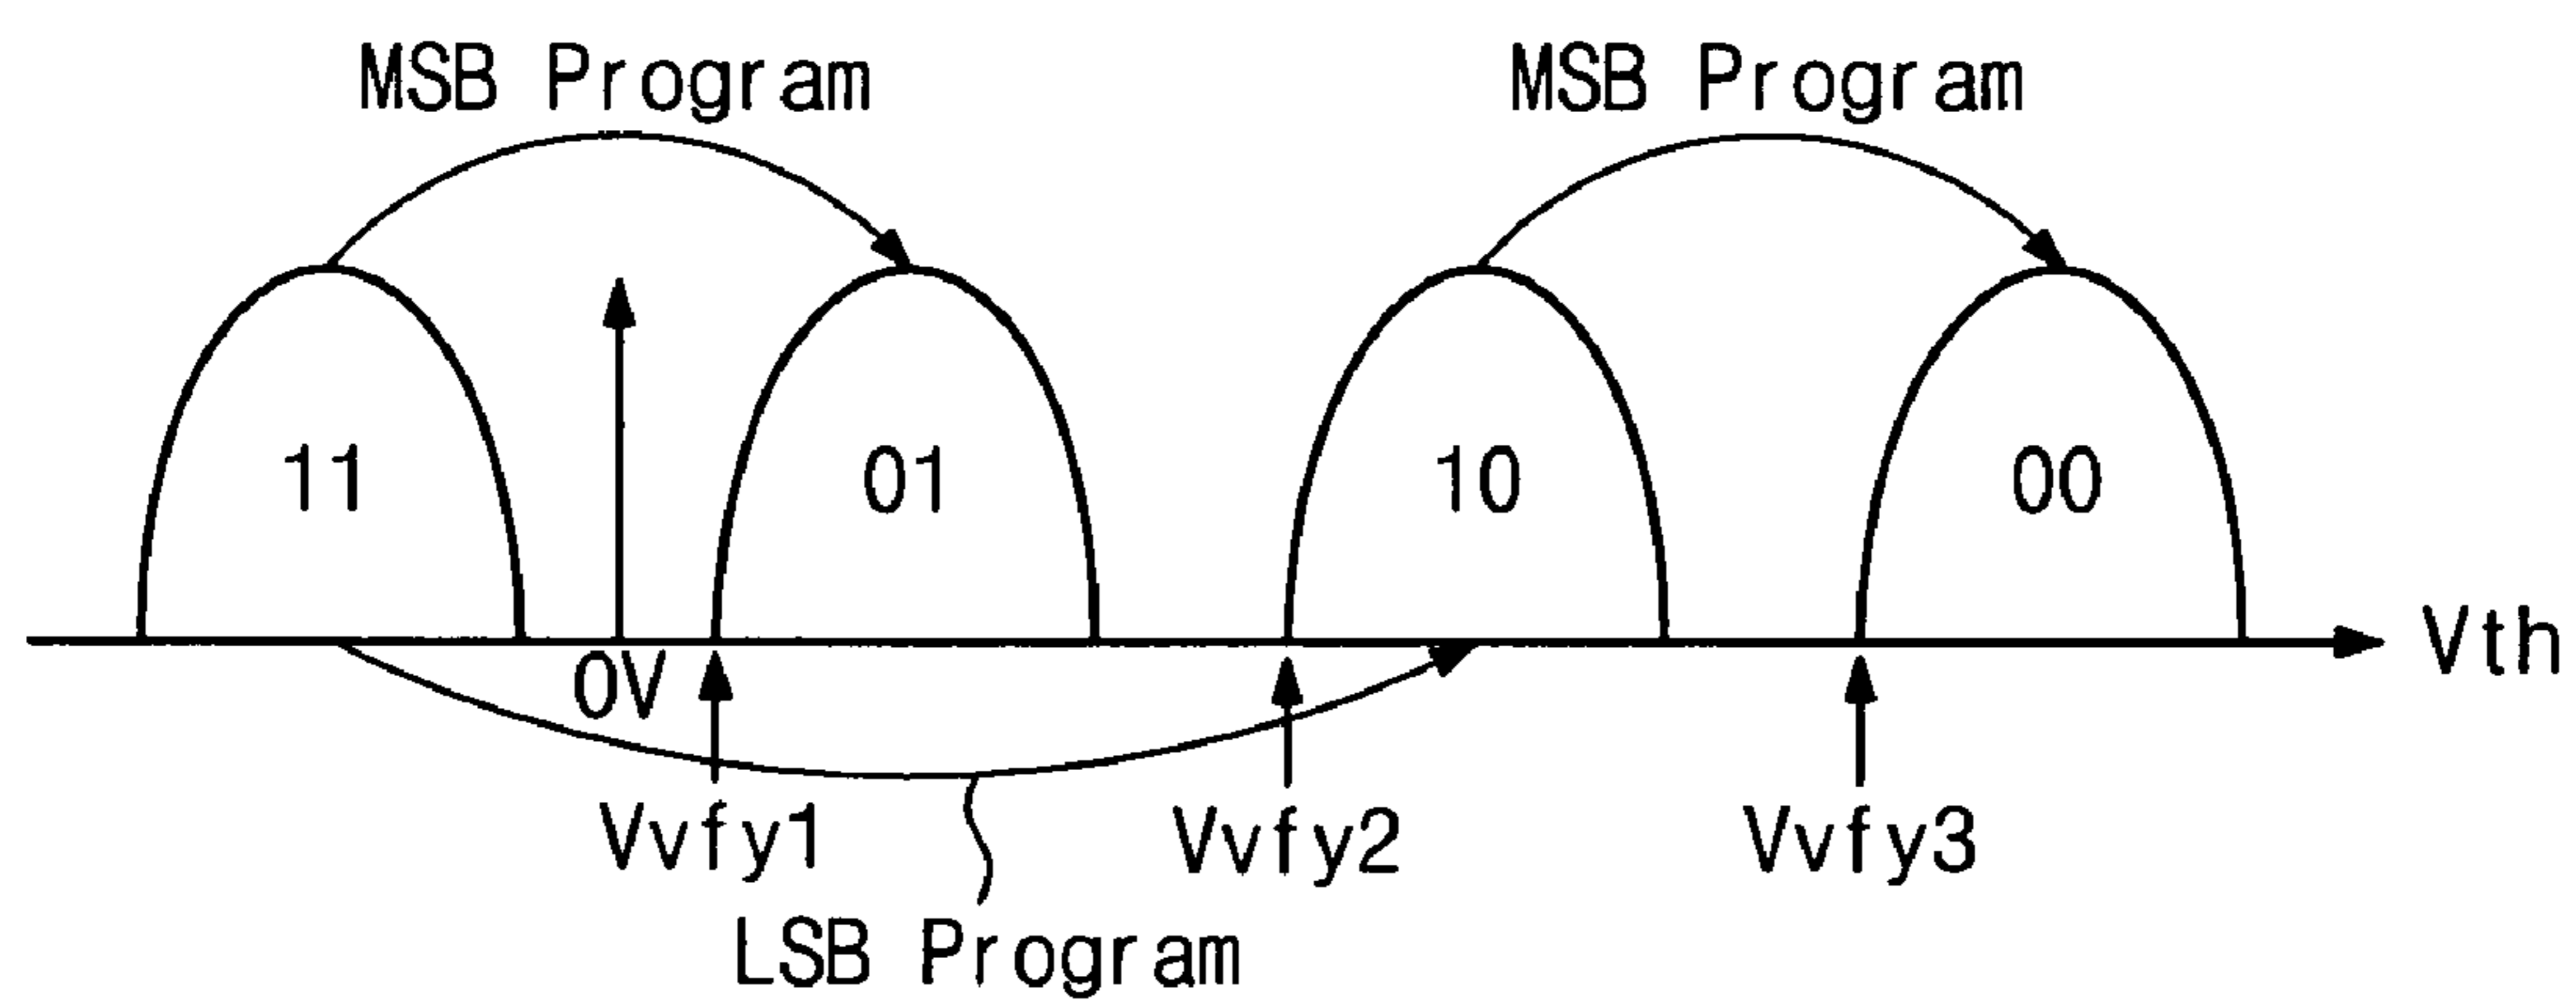 MSB Program MSB Program
11 01 10 00
Vth
0V
Vvfy1 Vvfy2 Vvfy3
LSB Program